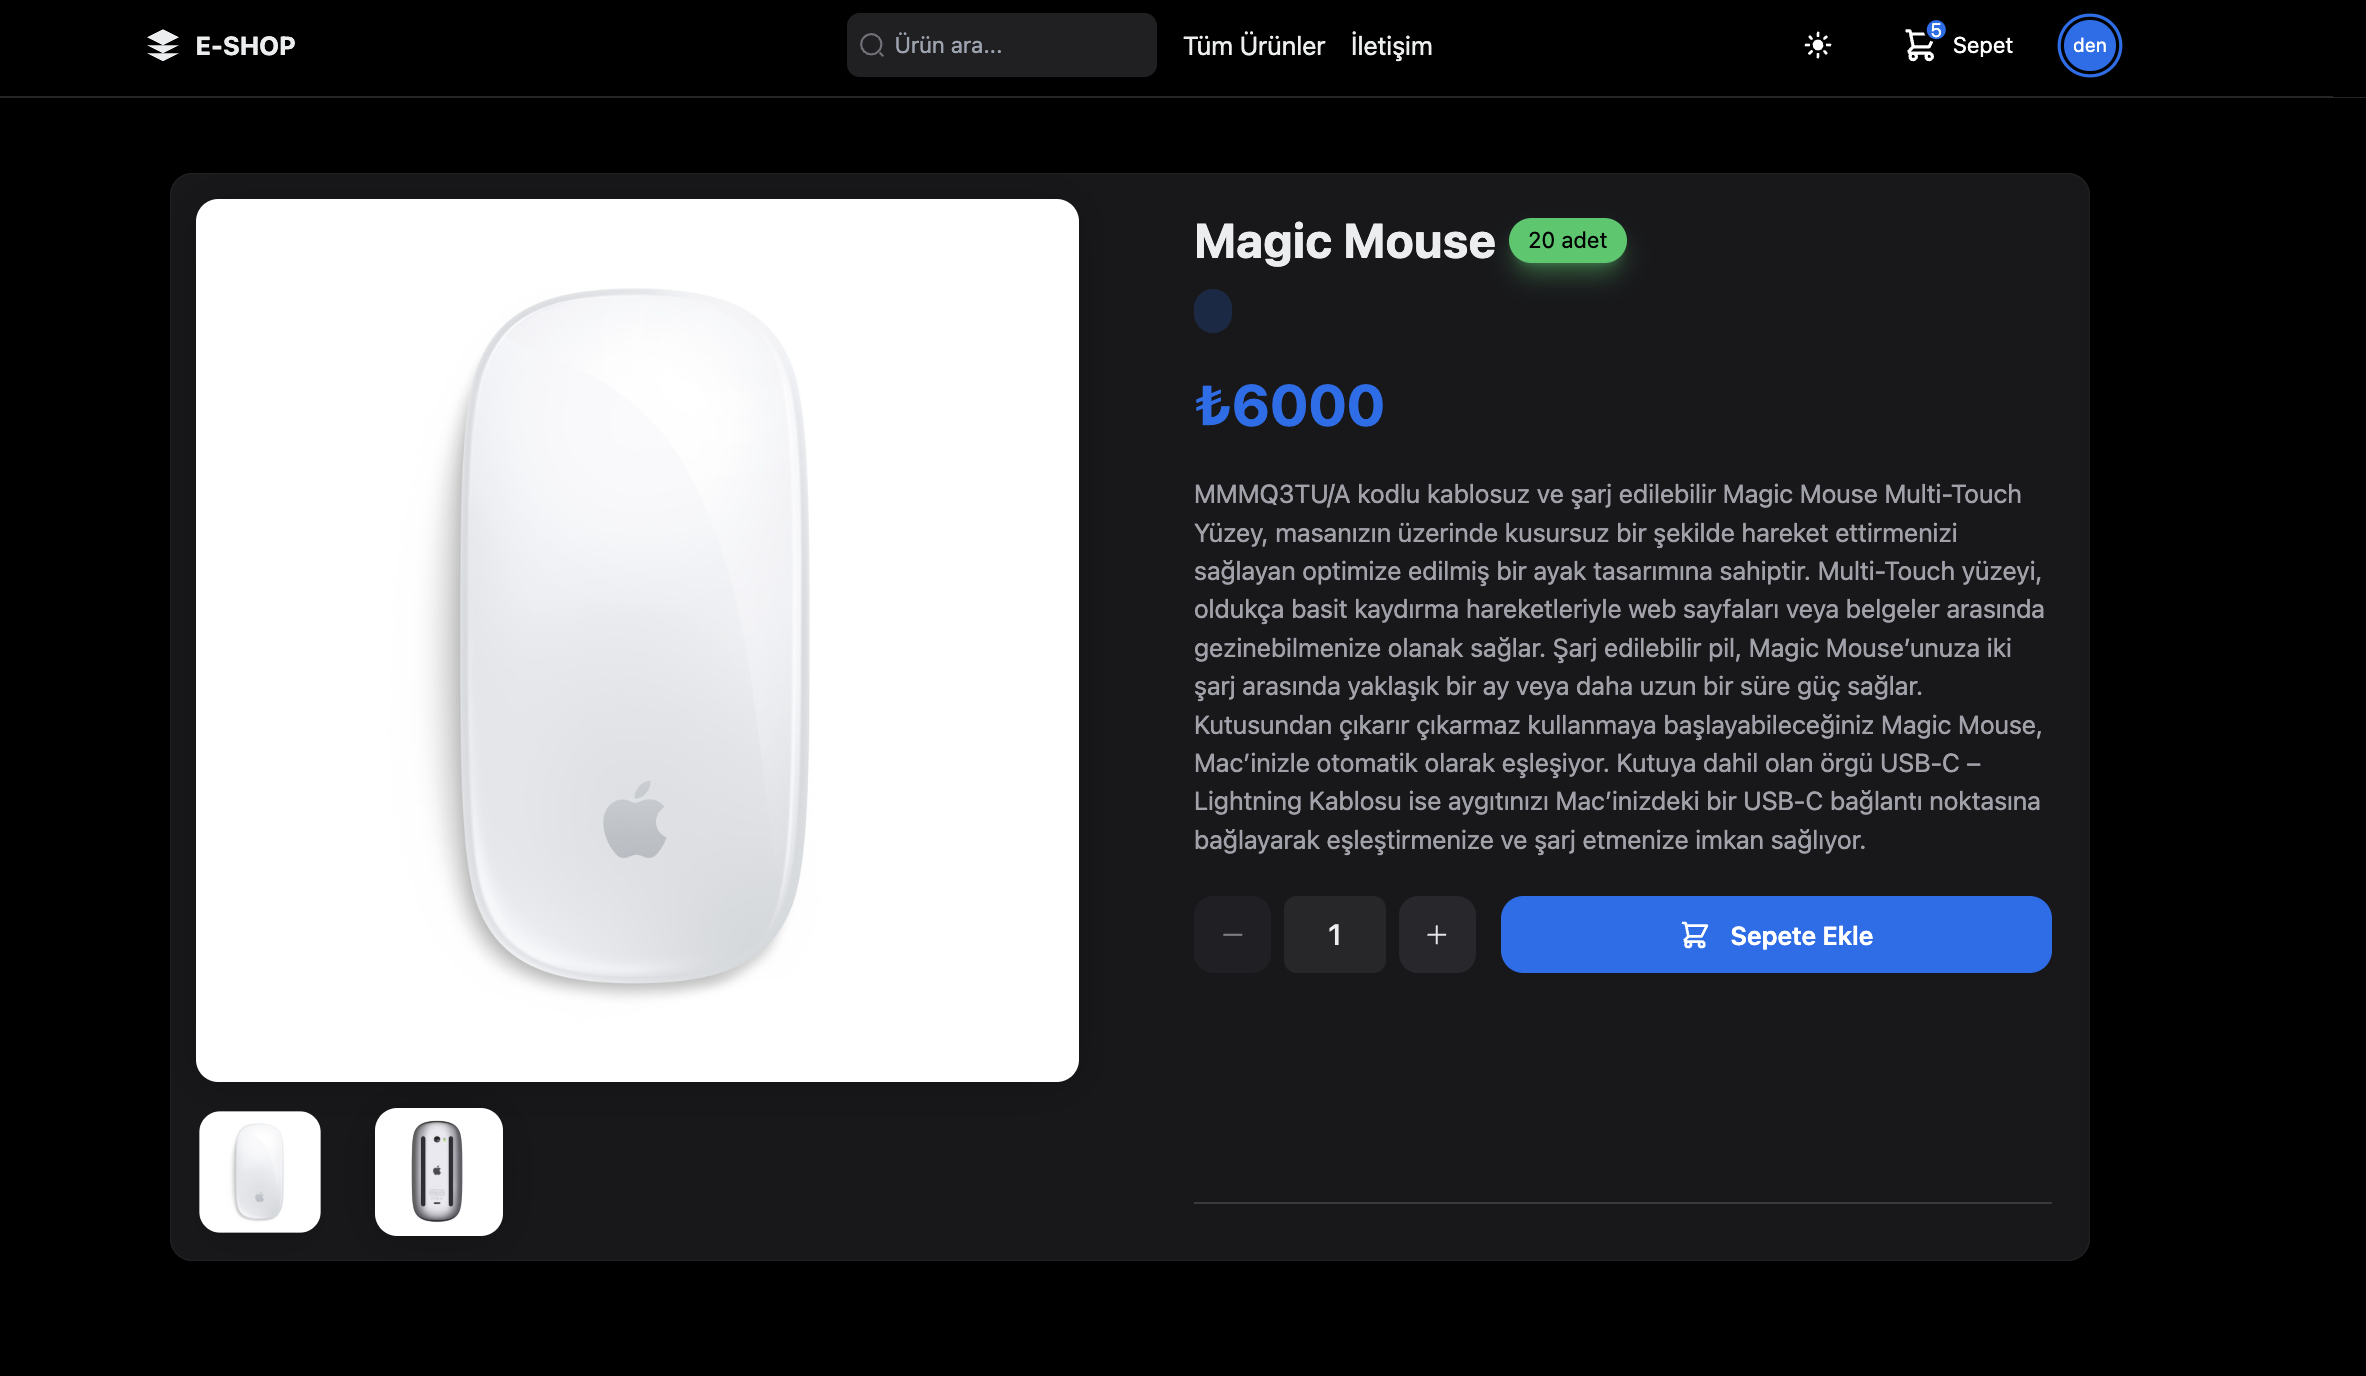 E-SHOP
Ürün ara...
Tüm Ürünler
İletişim
5
Sepet
den
Magic Mouse
20 adet
₺6000
MMMQ3TU/A kodlu kablosuz ve şarj edilebilir Magic Mouse Multi-Touch
Yüzey, masanızın üzerinde kusursuz bir şekilde hareket ettirmenizi
sağlayan optimize edilmiş bir ayak tasarımına sahiptir. Multi-Touch yüzeyi,
oldukça basit kaydırma hareketleriyle web sayfaları veya belgeler arasında
gezinebilmenize olanak sağlar. Şarj edilebilir pil, Magic Mouse’unuza iki
şarj arasında yaklaşık bir ay veya daha uzun bir süre güç sağlar.
Kutusundan çıkarır çıkarmaz kullanmaya başlayabileceğiniz Magic Mouse,
Mac’inizle otomatik olarak eşleşiyor. Kutuya dahil olan örgü USB-C –
Lightning Kablosu ise aygıtınızı Mac’inizdeki bir USB-C bağlantı noktasına
bağlayarak eşleştirmenize ve şarj etmenize imkan sağlıyor.
− 1 +
Sepete Ekle